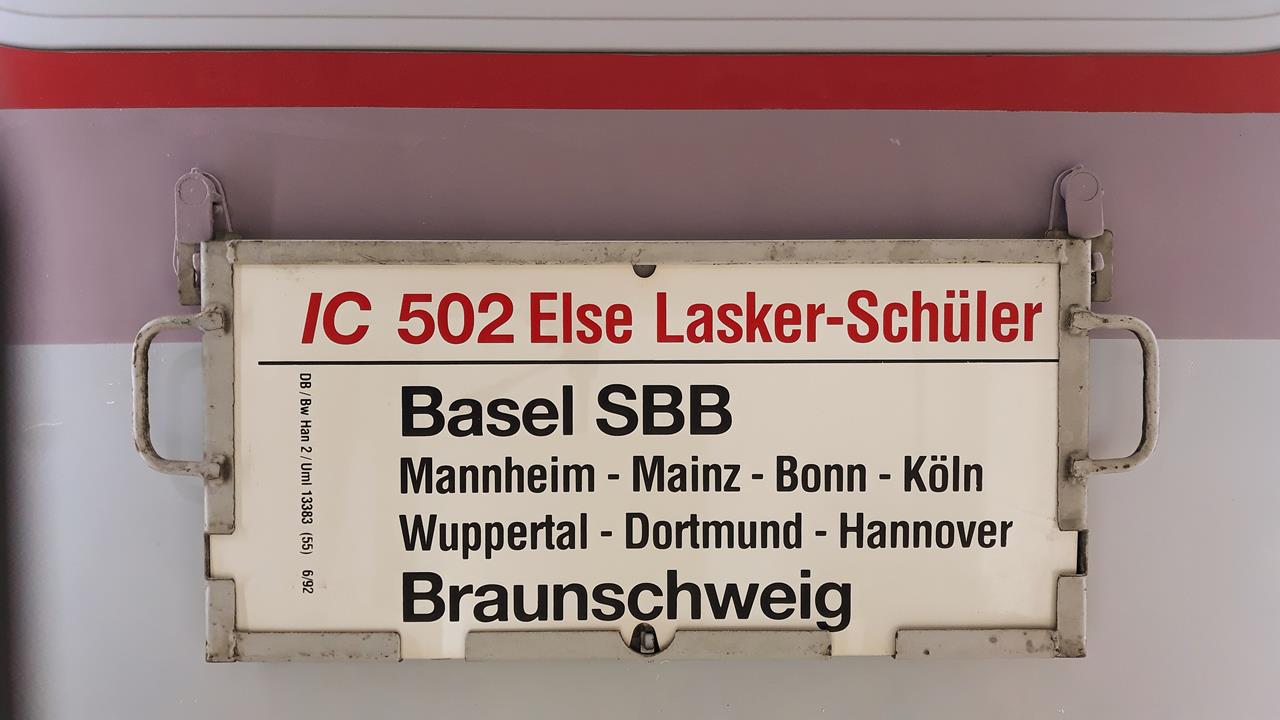 IC 502 Else Lasker-Schüler
Basel SBB
Mannheim - Mainz - Bonn - Köln
Wuppertal - Dortmund - Hannover
Braunschweig
DB / Bw Han 2 / Uml 13383 (55) 6/92